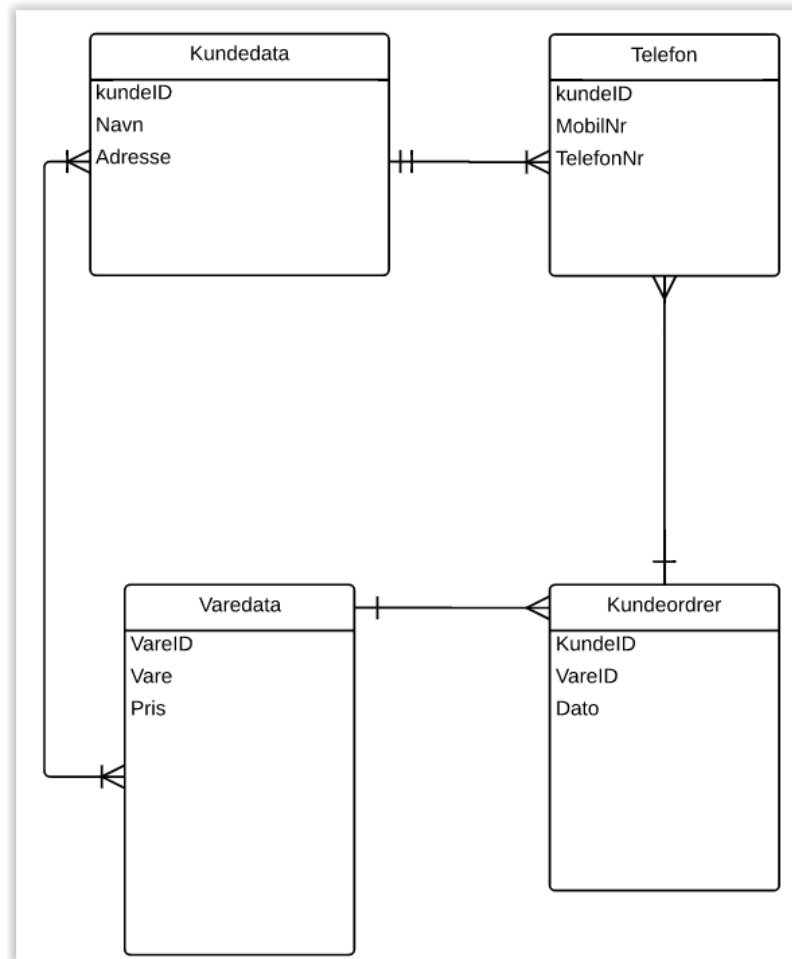 Kundedata
kundeID
Navn
Adresse
Telefon
kundeID
MobilNr
TelefonNr
Varedata
VareID
Vare
Pris
Kundeordrer
KundeID
VareID
Dato